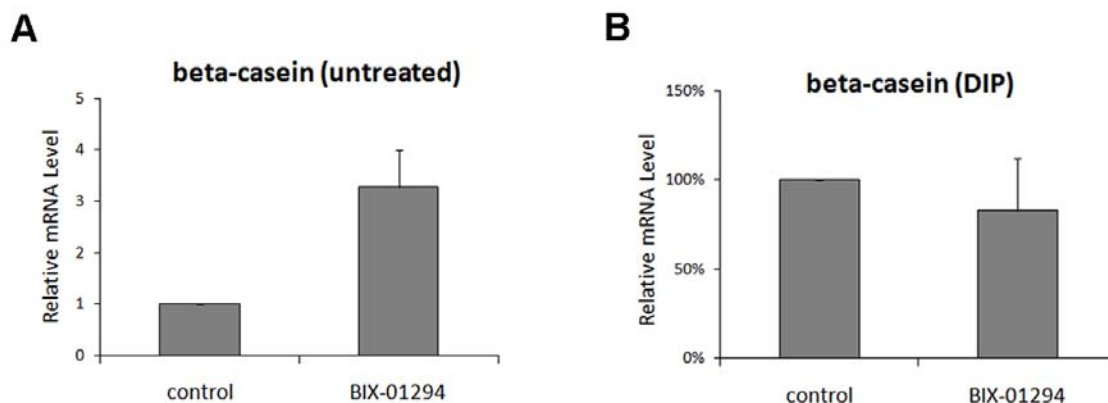 A
beta-casein (untreated)
Relative mRNA Level
5
4
3
2
1
0
control BIX-01294
B
beta-casein (DIP)
Relative mRNA Level
150%
100%
50%
0%
control BIX-01294